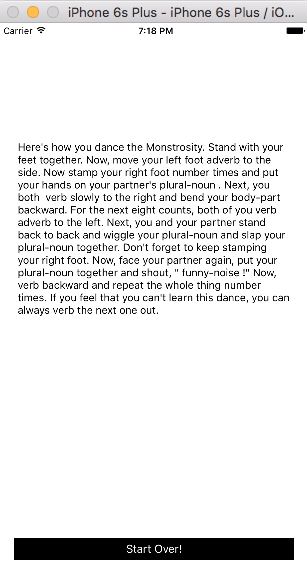 iPhone 6s Plus - iPhone 6s Plus / iO...
Carrier 7:18 PM
Here's how you dance the Monstrosity. Stand with your
feet together. Now, move your left foot adverb to the
side. Now stamp your right foot number times and put
your hands on your partner's plural-noun . Next, you
both  verb slowly to the right and bend your body-part
backward. For the next eight counts, both of you verb
adverb to the left. Next, you and your partner stand
back to back and wiggle your plural-noun and slap your
plural-noun together. Don't forget to keep stamping
your right foot. Now, face your partner again, put your
plural-noun together and shout, " funny-noise !" Now,
verb backward and repeat the whole thing number
times. If you feel that you can't learn this dance, you can
always verb the next one out.
Start Over!